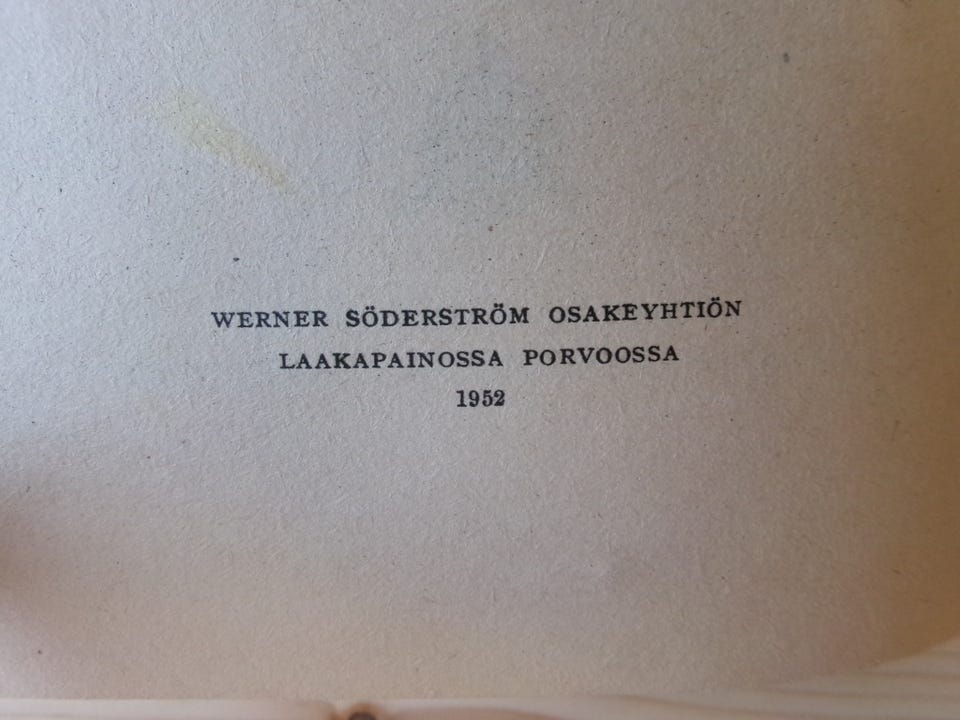 WERNER SÖDERSTRÖM OSAKEYHTIÖN
LAAKAPAINOSSA PORVOOSSA
1952